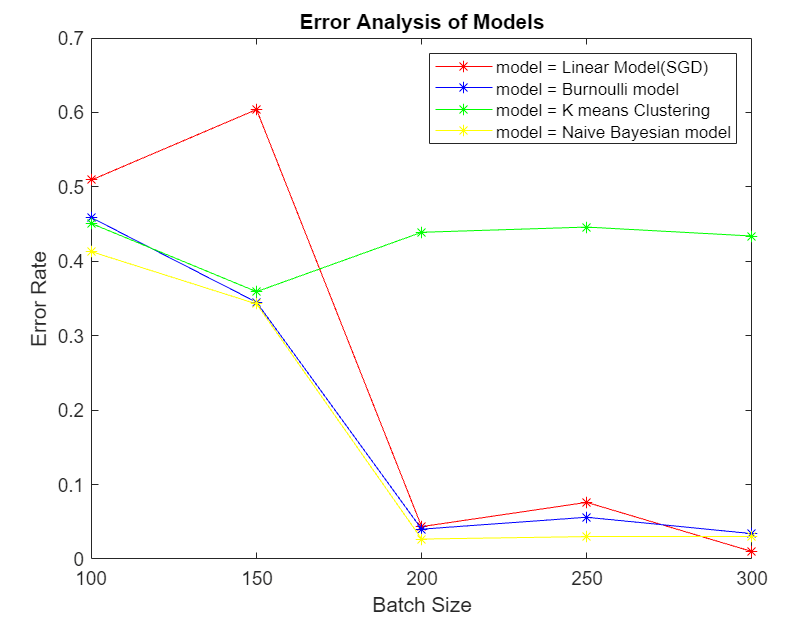 Error Analysis of Models
0.7
0.6
0.5
0.4
0.3
0.2
0.1
0
Error Rate
model = Linear Model(SGD)
model = Burnoulli model
model = K means Clustering
model = Naive Bayesian model
100 150 200 250 300
Batch Size